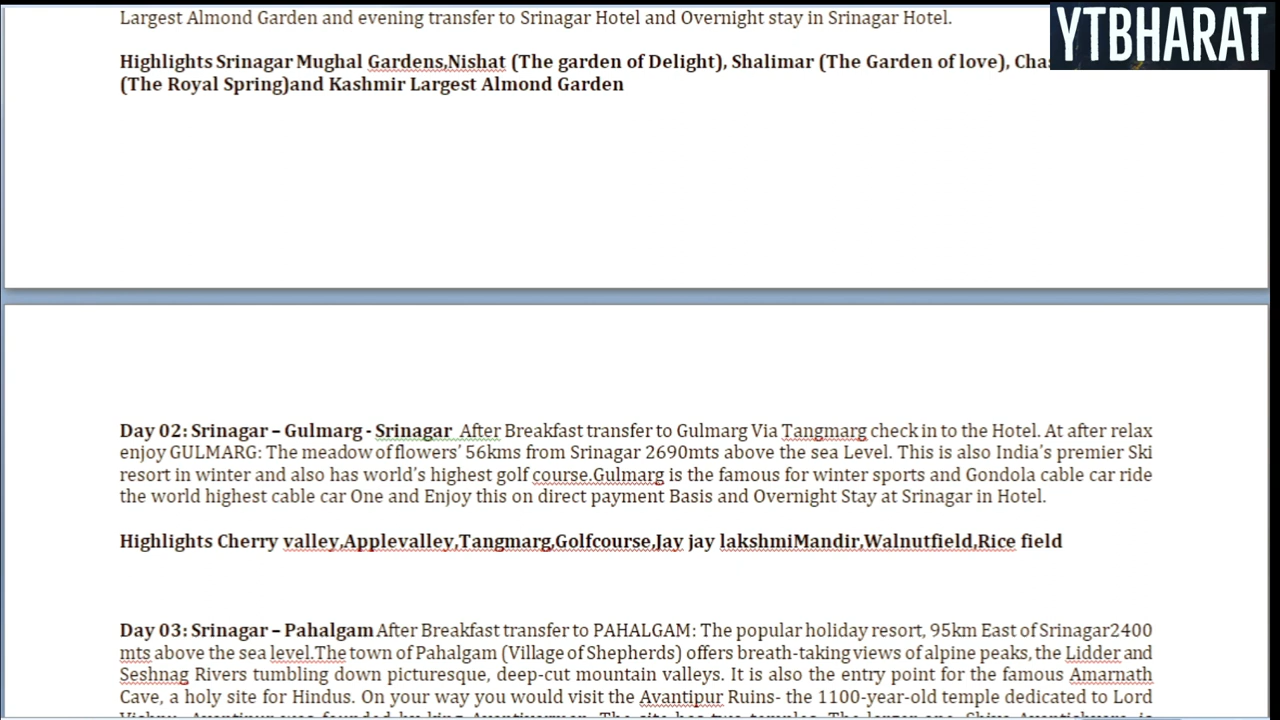 Largest Almond Garden and evening transfer to Srinagar Hotel and Overnight stay in Srinagar Hotel.
YTBHARAT
Highlights Srinagar Mughal Gardens,Nishat (The garden of Delight), Shalimar (The Garden of love),
(The Royal Spring)and Kashmir Largest Almond Garden
Day 02: Srinagar – Gulmarg - Srinagar After Breakfast transfer to Gulmarg Via Tangmarg check in to the Hotel. At after relax
enjoy GULMARG: The meadow of flowers’ 56kms from Srinagar 2690mts above the sea Level. This is also India’s premier Ski
resort in winter and also has world’s highest golf course.Gulmarg is the famous for winter sports and Gondola cable car ride
the world highest cable car One and Enjoy this on direct payment Basis and Overnight Stay at Srinagar in Hotel.
Highlights Cherry valley,Applevalley,Tangmarg,Golfcourse,Jay jay lakshmiMandir,Walnutfield,Rice field
Day 03: Srinagar – Pahalgam After Breakfast transfer to PAHALGAM: The popular holiday resort, 95km East of Srinagar2400
mts above the sea level.The town of Pahalgam (Village of Shepherds) offers breath-taking views of alpine peaks, the Lidder and
Seshnag Rivers tumbling down picturesque, deep-cut mountain valleys. It is also the entry point for the famous Amarnath
Cave, a holy site for Hindus. On your way you would visit the Avantipur Ruins- the 1100-year-old temple dedicated to Lord